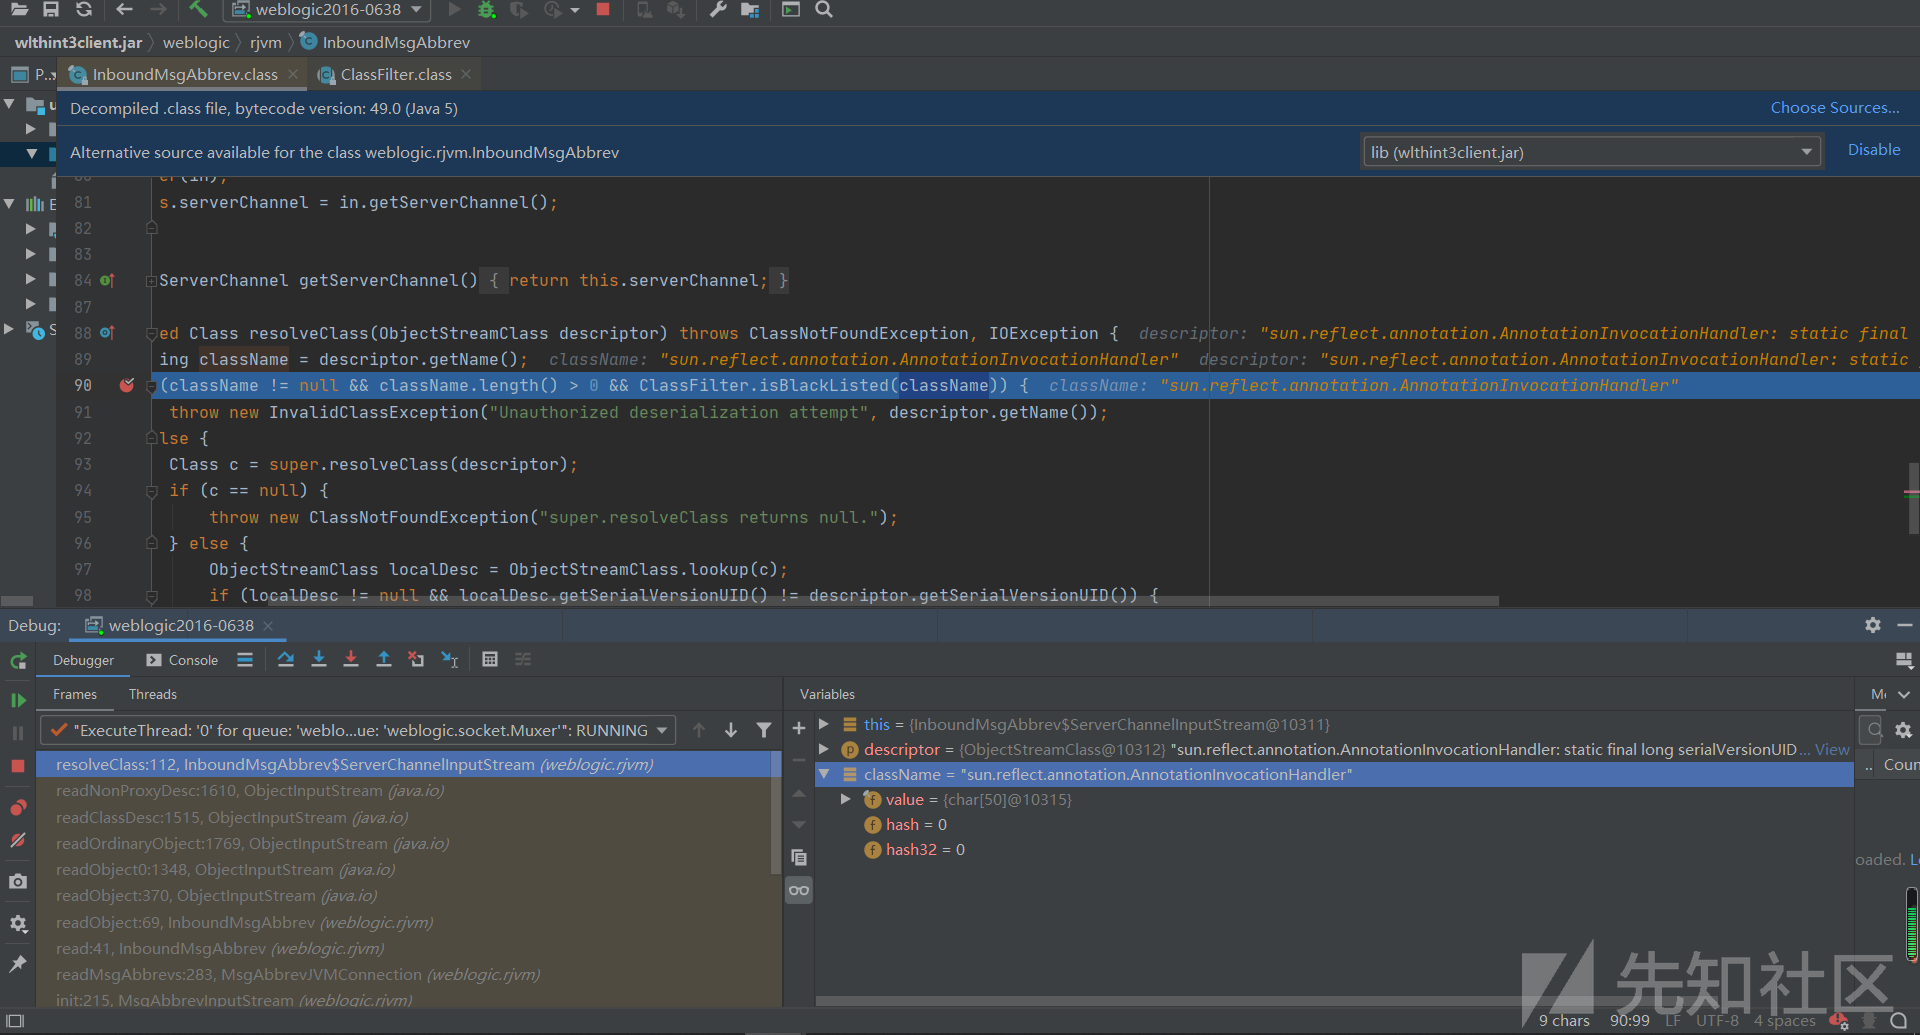 weblogic2016-0638
wlthint3client.jar weblogic rjvm InboundMsgAbbrev
P.. InboundMsgAbbrev.class ClassFilter.class
Decompiled .class file, bytecode version: 49.0 (Java 5) Choose Sources...
Alternative source available for the class weblogic.rjvm.InboundMsgAbbrev lib (wlthint3client.jar) Disable
81 s.serverChannel = in.getServerChannel();
82
83
84 ServerChannel getServerChannel() { return this.serverChannel; }
87
88 ed Class resolveClass(ObjectStreamClass descriptor) throws ClassNotFoundException, IOException { descriptor: "sun.reflect.annotation.AnnotationInvocationHandler: static final
89 ing className = descriptor.getName(); className: "sun.reflect.annotation.AnnotationInvocationHandler" descriptor: "sun.reflect.annotation.AnnotationInvocationHandler: static
90 (className != null && className.length() > 0 && ClassFilter.isBlackListed(className)) { className: "sun.reflect.annotation.AnnotationInvocationHandler"
91 throw new InvalidClassException("Unauthorized deserialization attempt", descriptor.getName());
92 lse {
93 Class c = super.resolveClass(descriptor);
94 if (c == null) {
95 throw new ClassNotFoundException("super.resolveClass returns null.");
96 } else {
97 ObjectStreamClass localDesc = ObjectStreamClass.lookup(c);
98 if (localDesc != null && localDesc.getSerialVersionUID() != descriptor.getSerialVersionUID()) {
Debug: weblogic2016-0638
Debugger Console
Frames Threads
"ExecuteThread: '0' for queue: 'weblo...ue: 'weblogic.socket.Muxer'": RUNNING
resolveClass:112, InboundMsgAbbrev$ServerChannelInputStream (weblogic.rjvm)
readNonProxyDesc:1610, ObjectInputStream (java.io)
readClassDesc:1515, ObjectInputStream (java.io)
readOrdinaryObject:1769, ObjectInputStream (java.io)
readObject0:1348, ObjectInputStream (java.io)
readObject:370, ObjectInputStream (java.io)
readObject:69, InboundMsgAbbrev (weblogic.rjvm)
read:41, InboundMsgAbbrev (weblogic.rjvm)
readMsgAbbrevs:283, MsgAbbrevJVMConnection (weblogic.rjvm)
init:215, MsgAbbrevInputStream (weblogic.rjvm)
Variables
this = {InboundMsgAbbrev$ServerChannelInputStream@10311}
descriptor = {ObjectStreamClass@10312} "sun.reflect.annotation.AnnotationInvocationHandler: static final long serialVersionUID... View
className = "sun.reflect.annotation.AnnotationInvocationHandler"
value = {char[50]@10315}
hash = 0
hash32 = 0
.. Coun
oaded. L
先知社区
9 chars 90:99 LF UTF-8 4 spaces